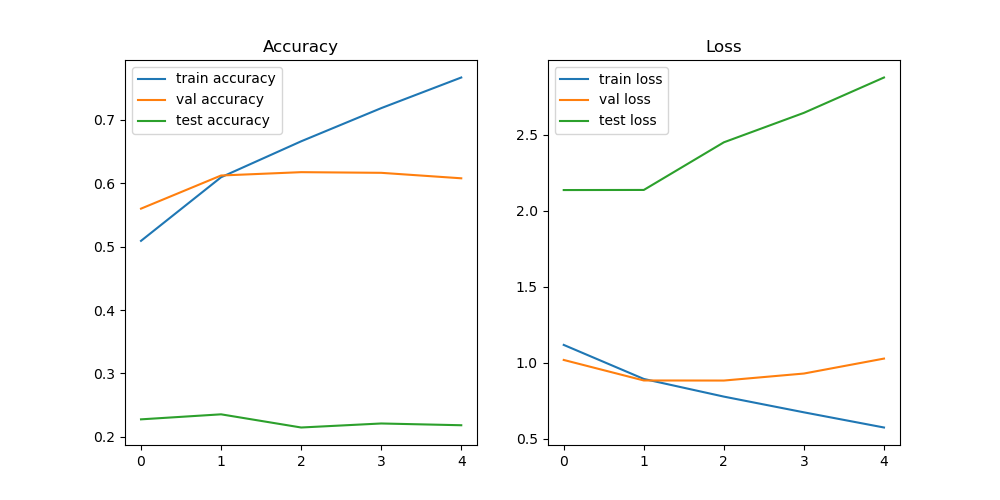 Accuracy
train accuracy
val accuracy
test accuracy
0.7
0.6
0.5
0.4
0.3
0.2
0 1 2 3 4
Loss
train loss
val loss
test loss
2.5
2.0
1.5
1.0
0.5
0 1 2 3 4